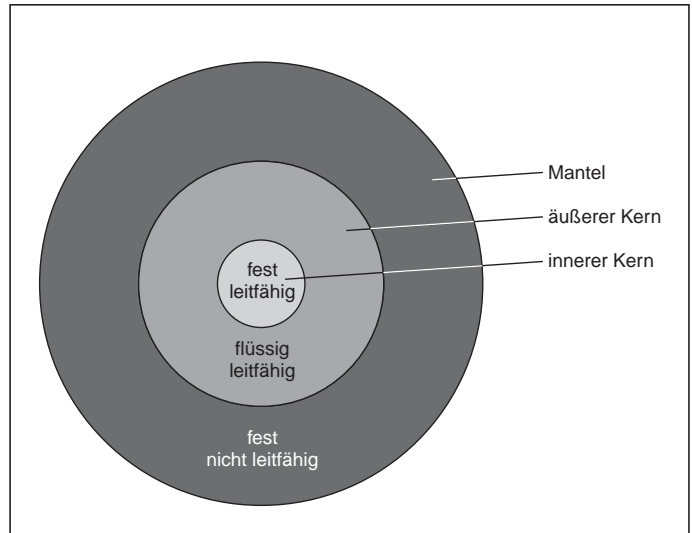 Mantel
äußerer Kern
innerer Kern
fest
leitfähig
flüssig
leitfähig
fest
nicht leitfähig